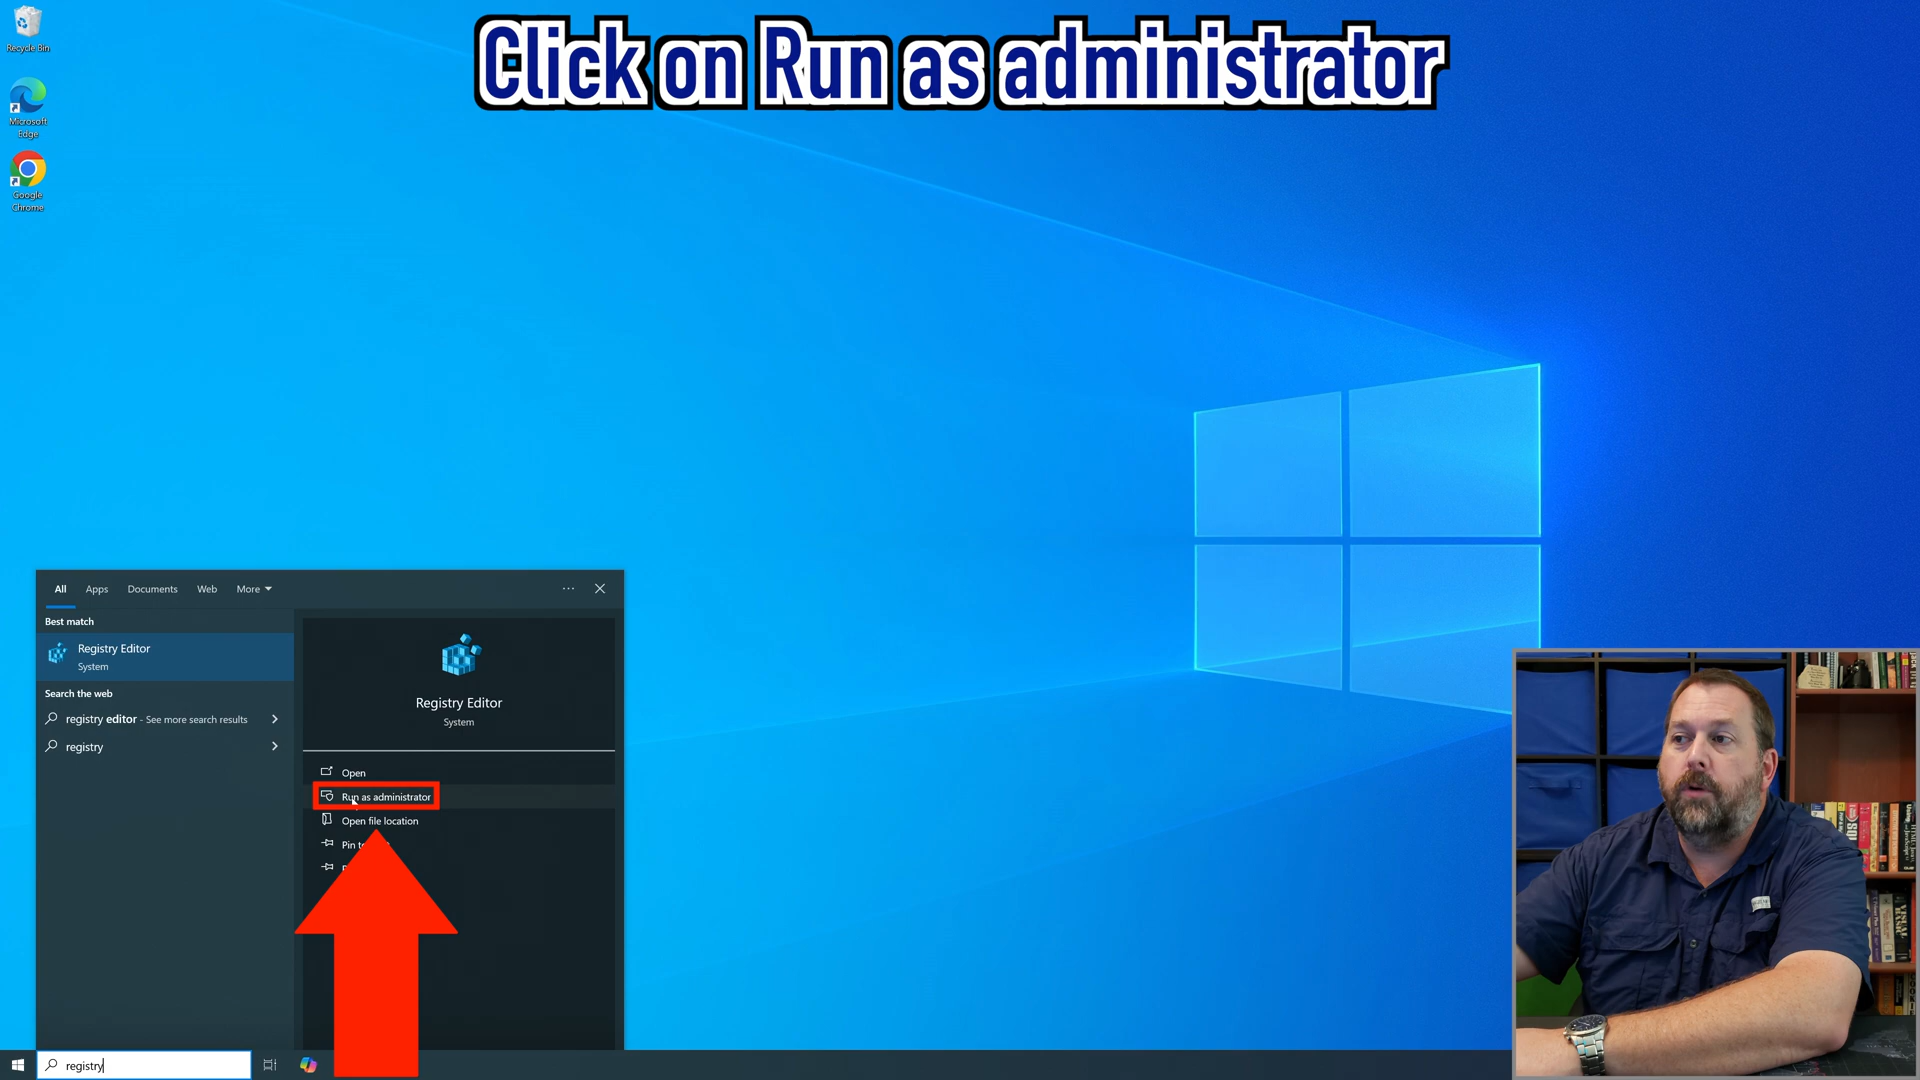 Click on Run as administrator
Recycle Bin
Microsoft
Edge
Google
Chrome
All
Apps
Documents
Web
More
Best match
Registry Editor
System
Search the web
registry editor - See more search results
registry
Registry Editor
System
Open
Run as administrator
Open file location
Pin t
registry